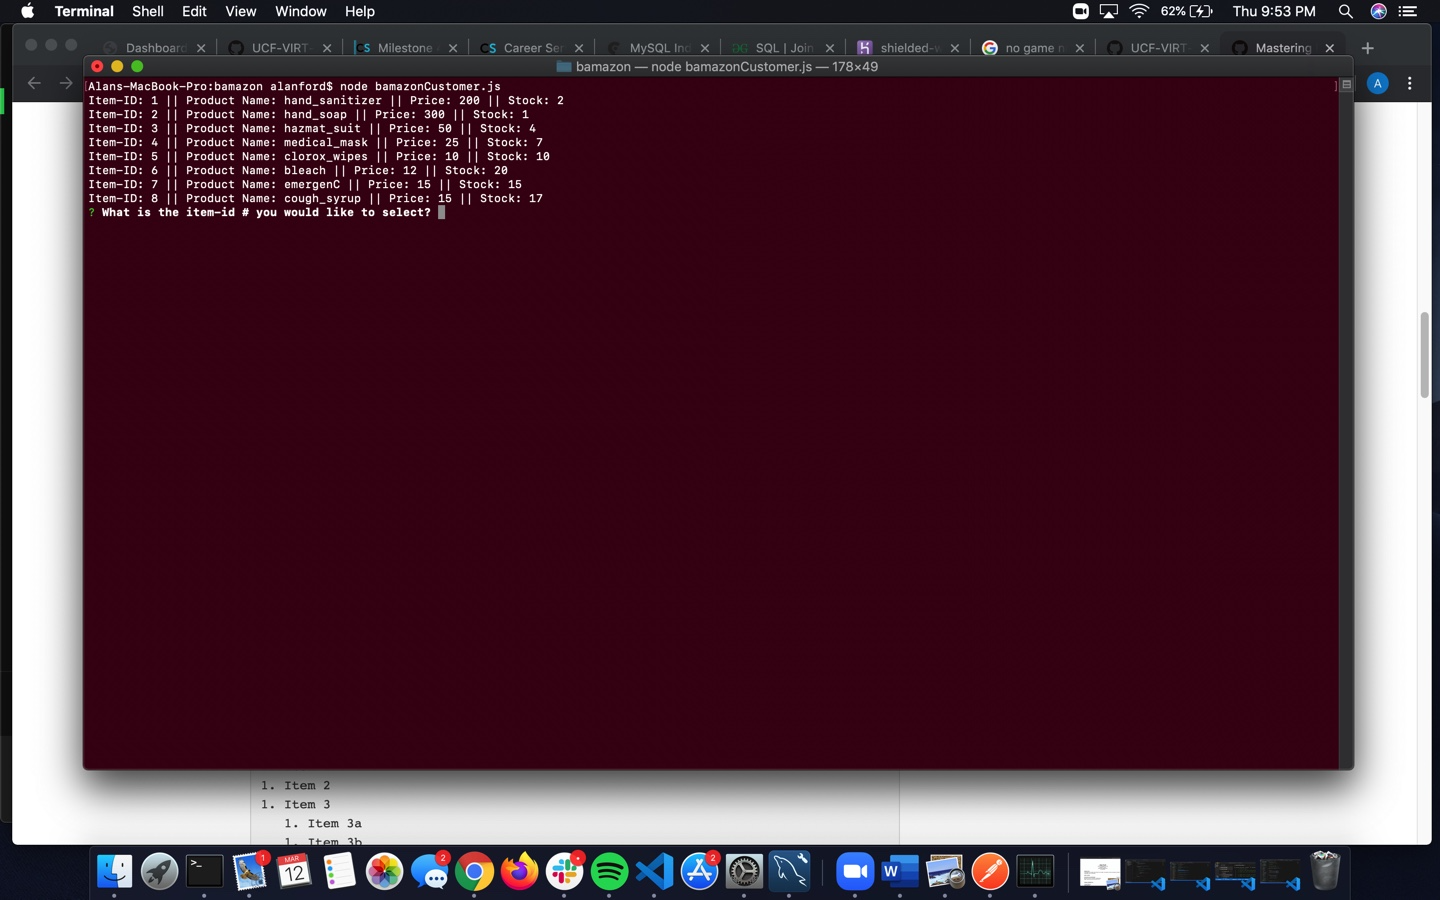 Terminal Shell Edit View Window Help 62% Thu 9:53 PM
Dashboard UCF-VIRT- CS Milestone CS Career Ser MySQL Inc SQL | Join shielded-w no game n UCF-VIRT- Mastering
bamazon — node bamazonCustomer.js — 178×49
A
[Alans-MacBook-Pro:bamazon alanford$ node bamazonCustomer.js ]
Item-ID: 1 || Product Name: hand_sanitizer || Price: 200 || Stock: 2
Item-ID: 2 || Product Name: hand_soap || Price: 300 || Stock: 1
Item-ID: 3 || Product Name: hazmat_suit || Price: 50 || Stock: 4
Item-ID: 4 || Product Name: medical_mask || Price: 25 || Stock: 7
Item-ID: 5 || Product Name: clorox_wipes || Price: 10 || Stock: 10
Item-ID: 6 || Product Name: bleach || Price: 12 || Stock: 20
Item-ID: 7 || Product Name: emergenC || Price: 15 || Stock: 15
Item-ID: 8 || Product Name: cough_syrup || Price: 15 || Stock: 17
? What is the item-id # you would like to select?
1. Item 2
1. Item 3
1. Item 3a
1. Item 3b
1 MAR 12 2 2 W